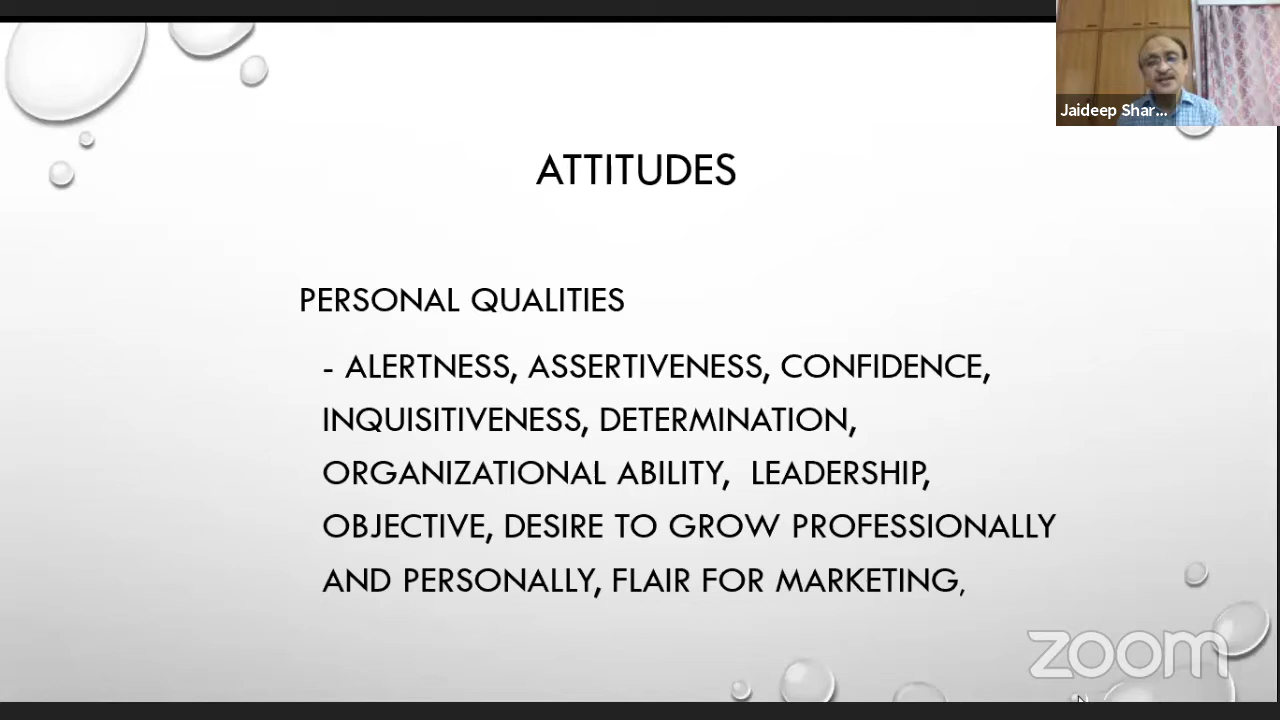 Jaideep Shar...
ATTITUDES
PERSONAL QUALITIES
- ALERTNESS, ASSERTIVENESS, CONFIDENCE,
INQUISITIVENESS, DETERMINATION,
ORGANIZATIONAL ABILITY,  LEADERSHIP,
OBJECTIVE, DESIRE TO GROW PROFESSIONALLY
AND PERSONALLY, FLAIR FOR MARKETING,
zoom